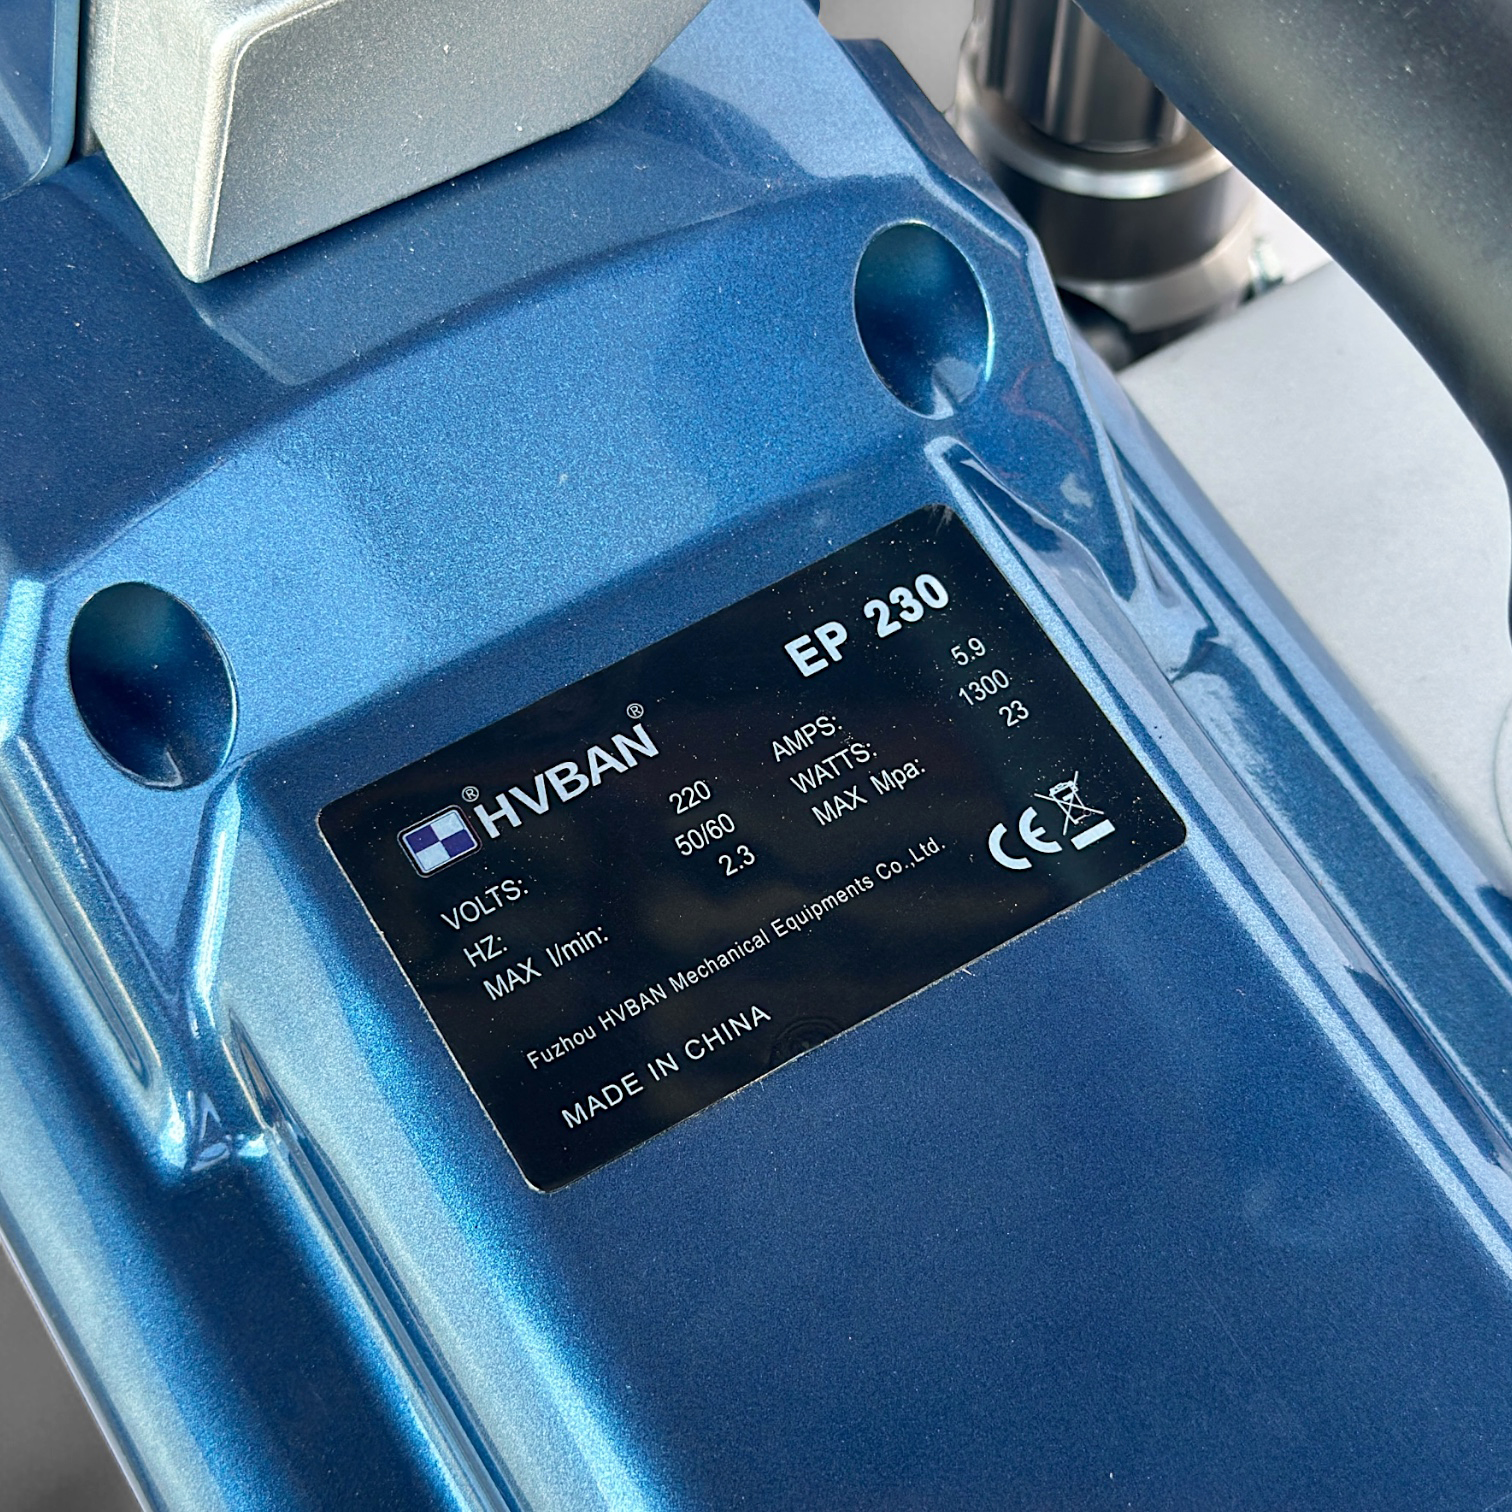 EP 230
® HVBAN ®
VOLTS: 220 AMPS: 5.9
HZ: 50/60 WATTS: 1300
MAX l/min: 2.3 MAX Mpa: 23
Fuzhou HVBAN Mechanical Equipments Co.,Ltd. CE
MADE IN CHINA